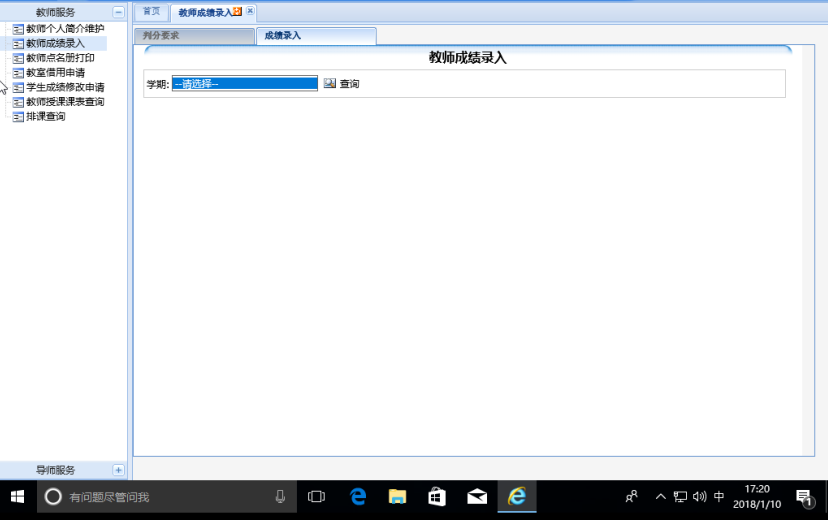 教师服务
教师个人简介维护
教师成绩录入
教师点名册打印
教室借用申请
学生成绩修改申请
教师授课课表查询
排课查询
导师服务
首页
教师成绩录入
判分要求
成绩录入
教师成绩录入
学期: --请选择-- 查询
有问题尽管问我
中
17:20
2018/1/10
1